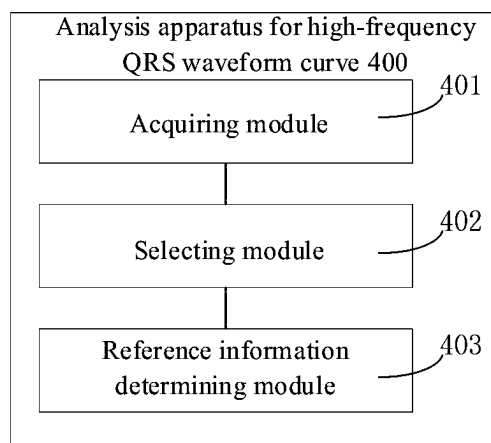 Analysis apparatus for high-frequency
QRS waveform curve 400
401
Acquiring module
402
Selecting module
403
Reference information
determining module